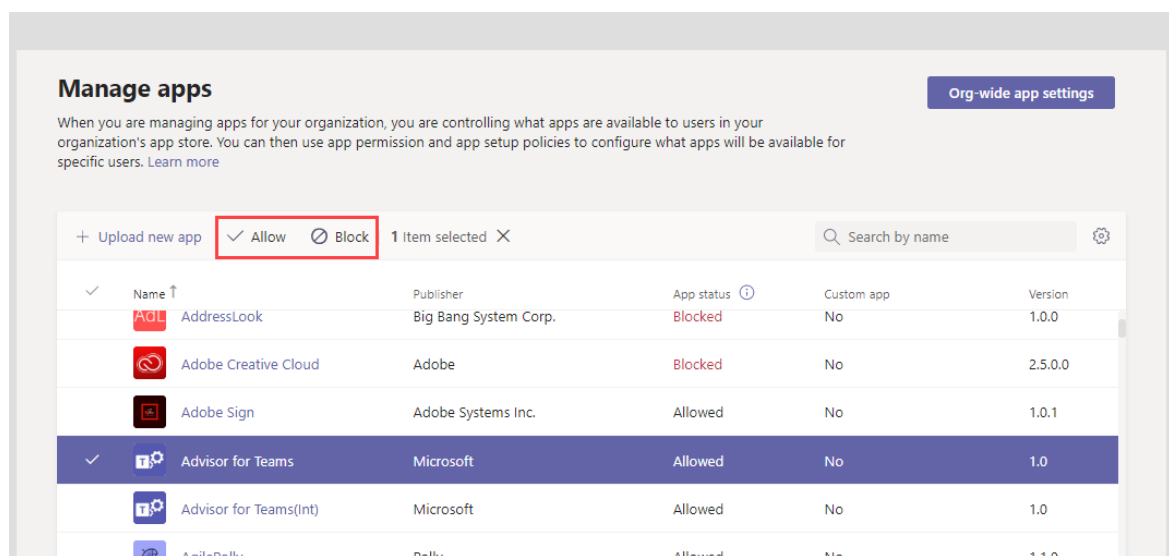 Manage apps
Org-wide app settings
When you are managing apps for your organization, you are controlling what apps are available to users in your
organization's app store. You can then use app permission and app setup policies to configure what apps will be available for
specific users. Learn more
+ Upload new app Allow Block 1 Item selected Search by name
Name ↑ Publisher App status Custom app Version
AdL AddressLook Big Bang System Corp. Blocked No 1.0.0
Adobe Creative Cloud Adobe Blocked No 2.5.0.0
Adobe Sign Adobe Systems Inc. Allowed No 1.0.1
Advisor for Teams Microsoft Allowed No 1.0
Advisor for Teams(Int) Microsoft Allowed No 1.0